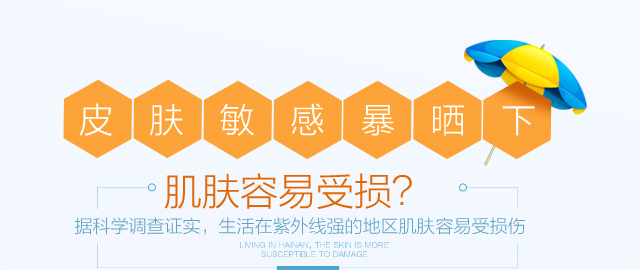 皮肤敏感暴晒下
肌肤容易受损?
据科学调查证实，生活在紫外线强的地区肌肤容易受损伤
LIVING IN HAINAN, THE SKIN IS MORE
SUSCEPTIBLE TO DAMAGE